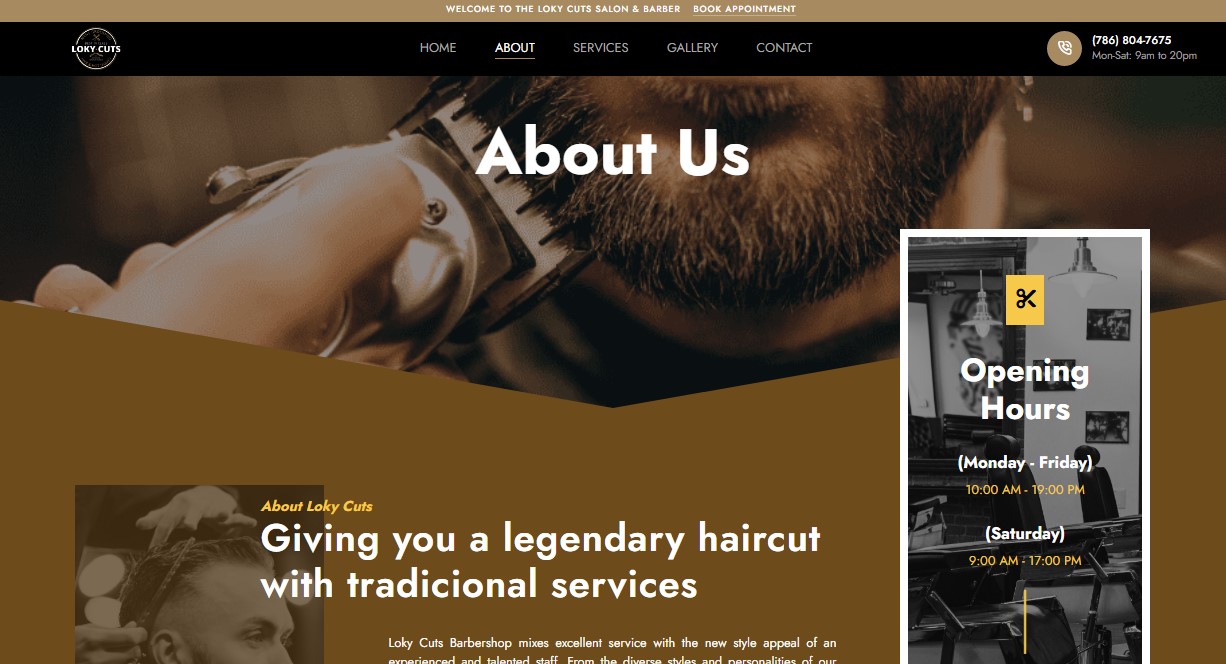 WELCOME TO THE LOKY CUTS SALON & BARBER BOOK APPOINTMENT
LOKY CUTS
HOME ABOUT SERVICES GALLERY CONTACT
(786) 804-7675
Mon-Sat: 9am to 20pm
About Us
Opening
Hours
(Monday - Friday)
10:00 AM - 19:00 PM
(Saturday)
9:00 AM - 17:00 PM
About Loky Cuts
Giving you a legendary haircut
with tradicional services
Loky Cuts Barbershop mixes excellent service with the new style appeal of an
experienced and talented staff. From the diverse styles and personalities of our